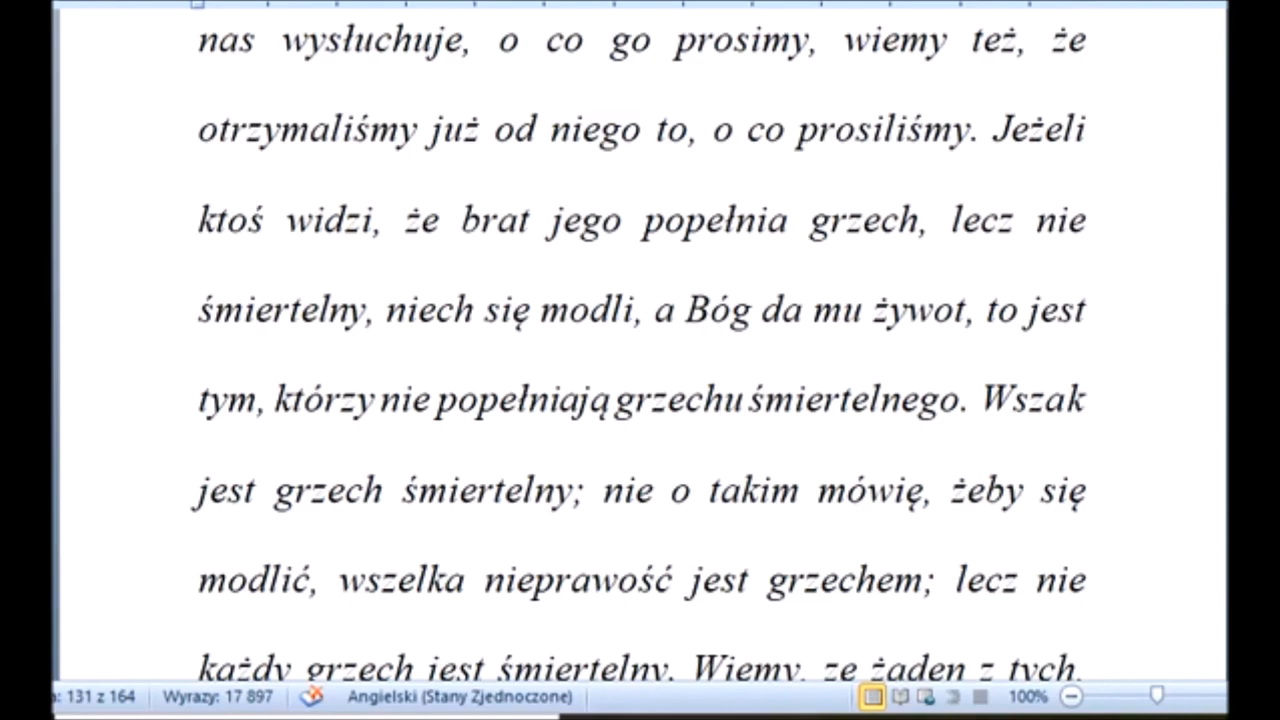 nas wysłuchuje, o co go prosimy, wiemy też, że
otrzymaliśmy już od niego to, o co prosiliśmy. Jeżeli
ktoś widzi, że brat jego popełnia grzech, lecz nie
śmiertelny, niech się modli, a Bóg da mu żywot, to jest
tym, którzy nie popełniają grzechu śmiertelnego. Wszak
jest grzech śmiertelny; nie o takim mówię, żeby się
modlić, wszelka nieprawość jest grzechem; lecz nie
każdy grzech jest śmiertelny. Wiemy, ze żaden z tych,
: 131 z 164 Wyrazy: 17 897 Angielski (Stany Zjednoczone) 100%